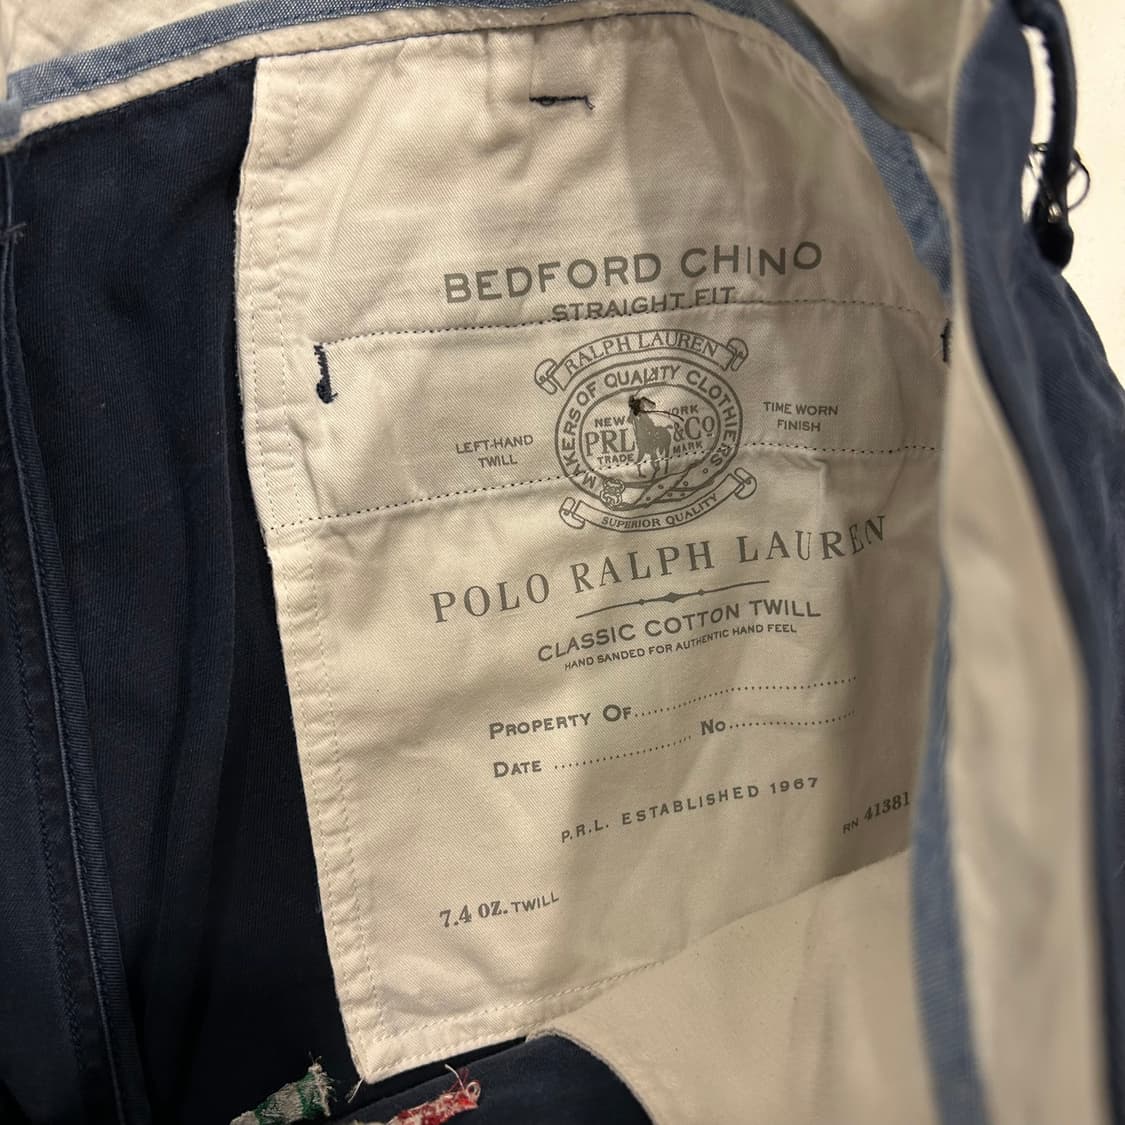 BEDFORD CHINO
STRAIGHT FIT
RALPH LAUREN
MAKERS OF QUALITY CLOTHIERS
NEW YORK
PRL &Co
TRADE MARK
LEFT-HAND
TWILL
TIME WORN
FINISH
SUPERIOR QUALITY
POLO RALPH LAUREN
CLASSIC COTTON TWILL
HAND SANDED FOR AUTHENTIC HAND FEEL
PROPERTY OF
DATE No
P.R.L. ESTABLISHED 1967
RN 41381
7.4 OZ. TWILL